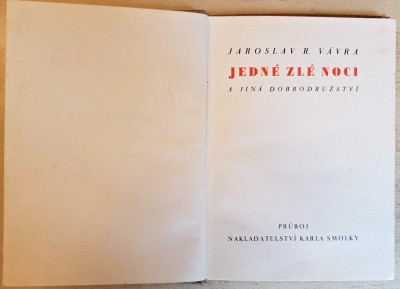 JAROSLAV R. VÁVRA
JEDNÉ ZLÉ NOCI
A JINÁ DOBRODRUŽSTVÍ
PRŮBOJ
NAKLADATELSTVÍ KARLA SMOLKY